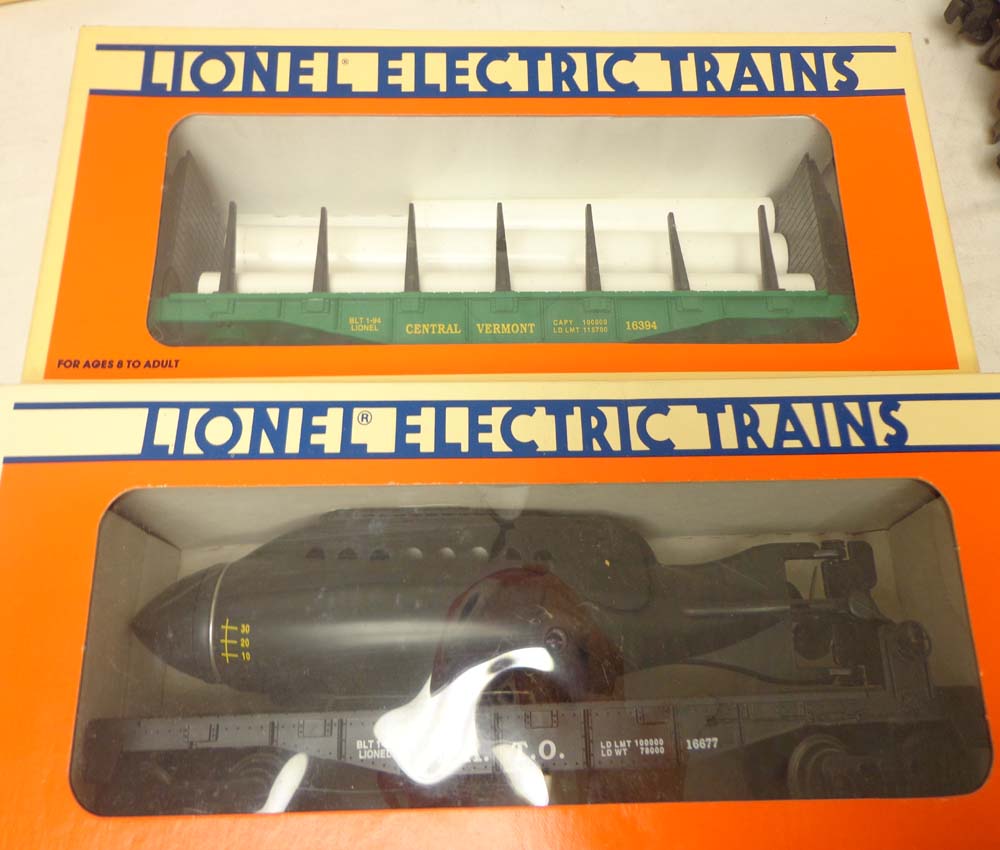 LIONEL® ELECTRIC TRAINS
BLT 1-94
LIONEL
CENTRAL VERMONT
CAPY 100000
LD LMT 112700
16394
FOR AGES 8 TO ADULT
LIONEL® ELECTRIC TRAINS
30
20
10
BLT
LIONEL
T.O.
LD LMT 100000
LD WT 78000
16677